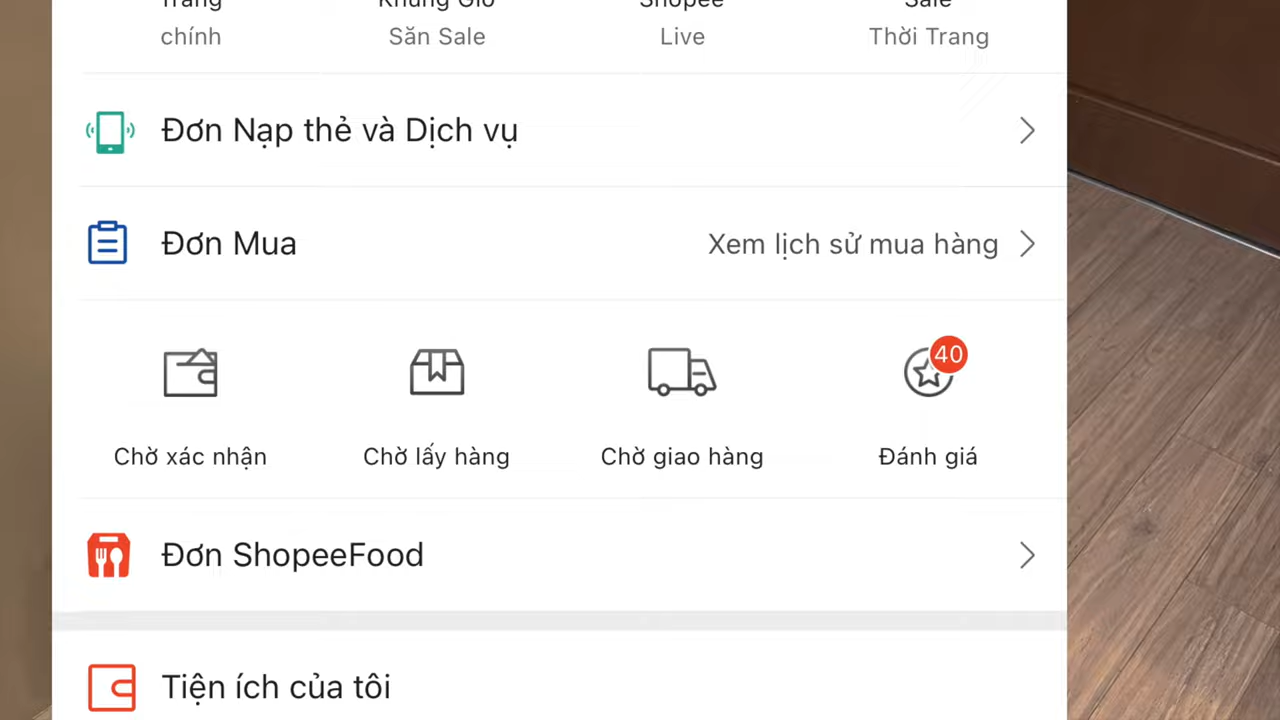 Trang Khung Giờ Shopee Sale
chính Săn Sale Live Thời Trang
Đơn Nạp thẻ và Dịch vụ
Đơn Mua Xem lịch sử mua hàng
40
Chờ xác nhận Chờ lấy hàng Chờ giao hàng Đánh giá
Đơn ShopeeFood
Tiện ích của tôi